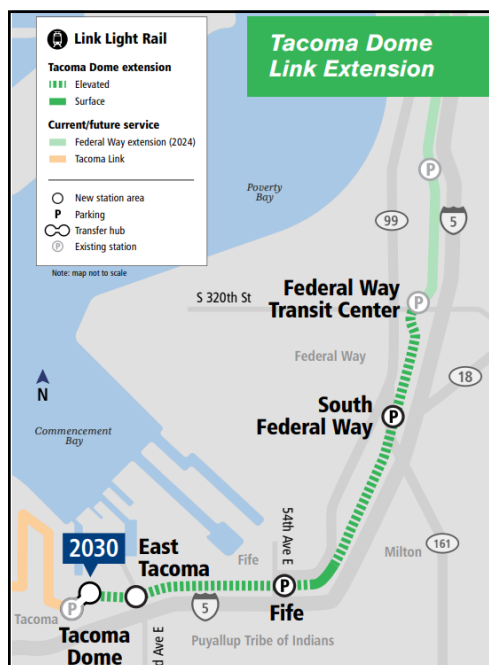 Tacoma Dome
Link Extension
Link Light Rail
Tacoma Dome extension
Elevated
Surface
Current/future service
Federal Way extension (2024)
Tacoma Link
New station area
P Parking
Transfer hub
P Existing station
Note: map not to scale
Poverty
Bay
P
99
5
S 320th St
Federal Way
Transit Center
P
Federal Way
18
N
South
Federal Way
P
Commencement
Bay
54th Ave E
2030
East
Tacoma
Fife
Milton
161
P
Fife
P
Tacoma
5
Tacoma
Dome
d Ave E
Puyallup Tribe of Indians